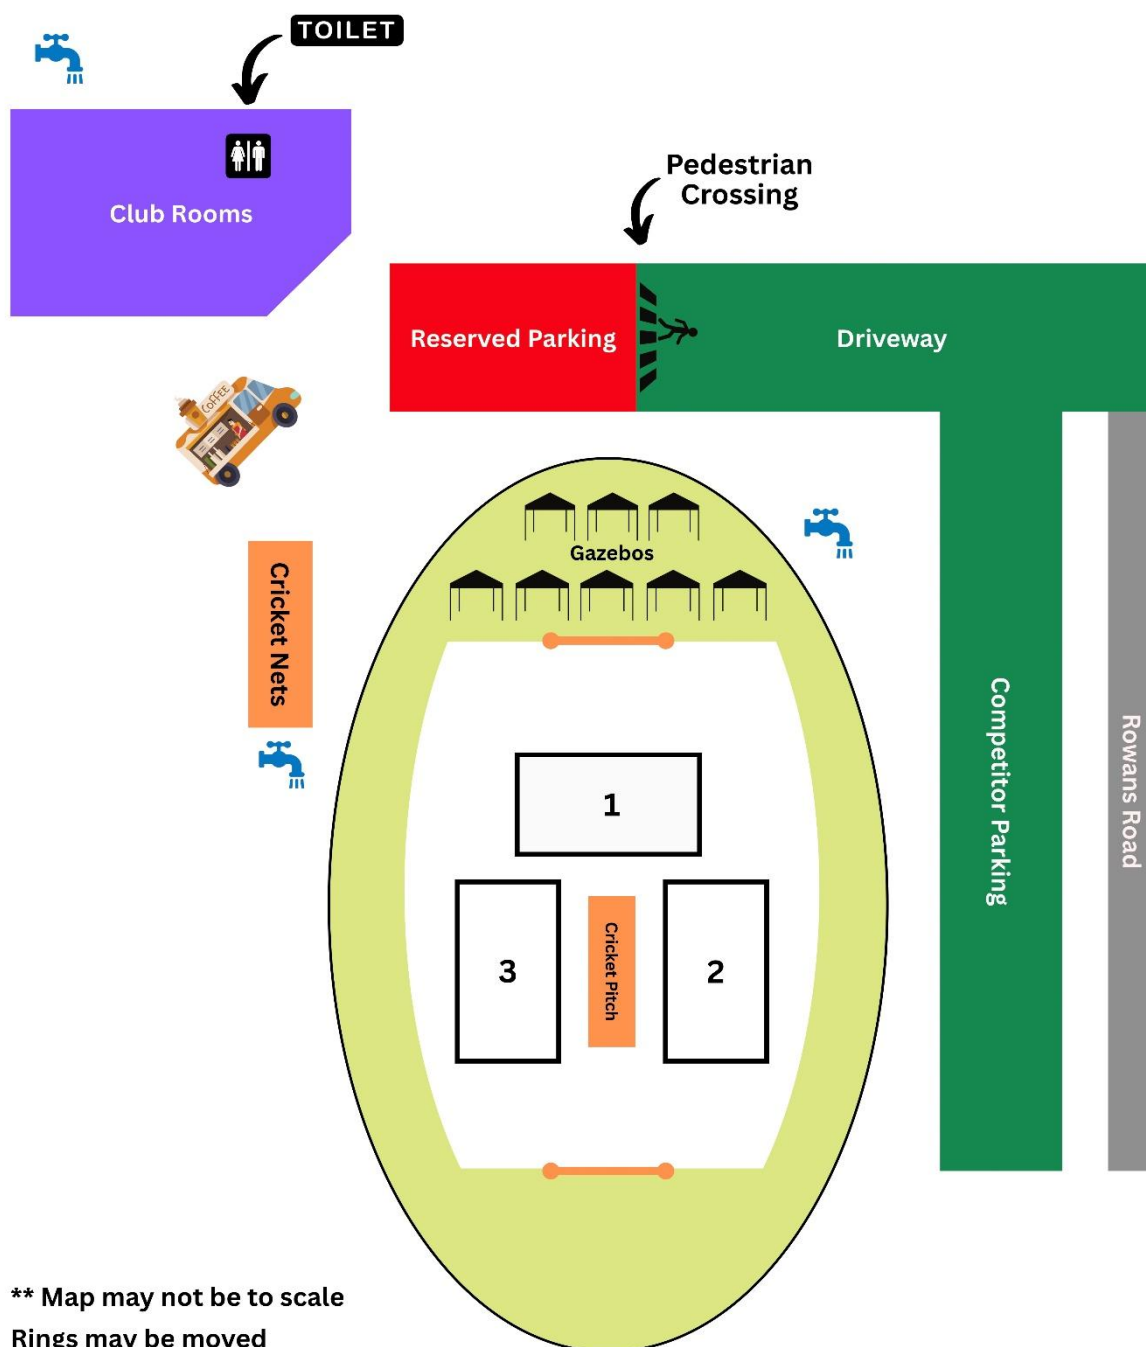 TOILET
Club Rooms
Pedestrian
Crossing
Reserved Parking
Driveway
COFFEE
Gazebos
Cricket Nets
Competitor Parking
Rowans Road
1
3
Cricket Pitch
2
** Map may not be to scale
Rings may be moved